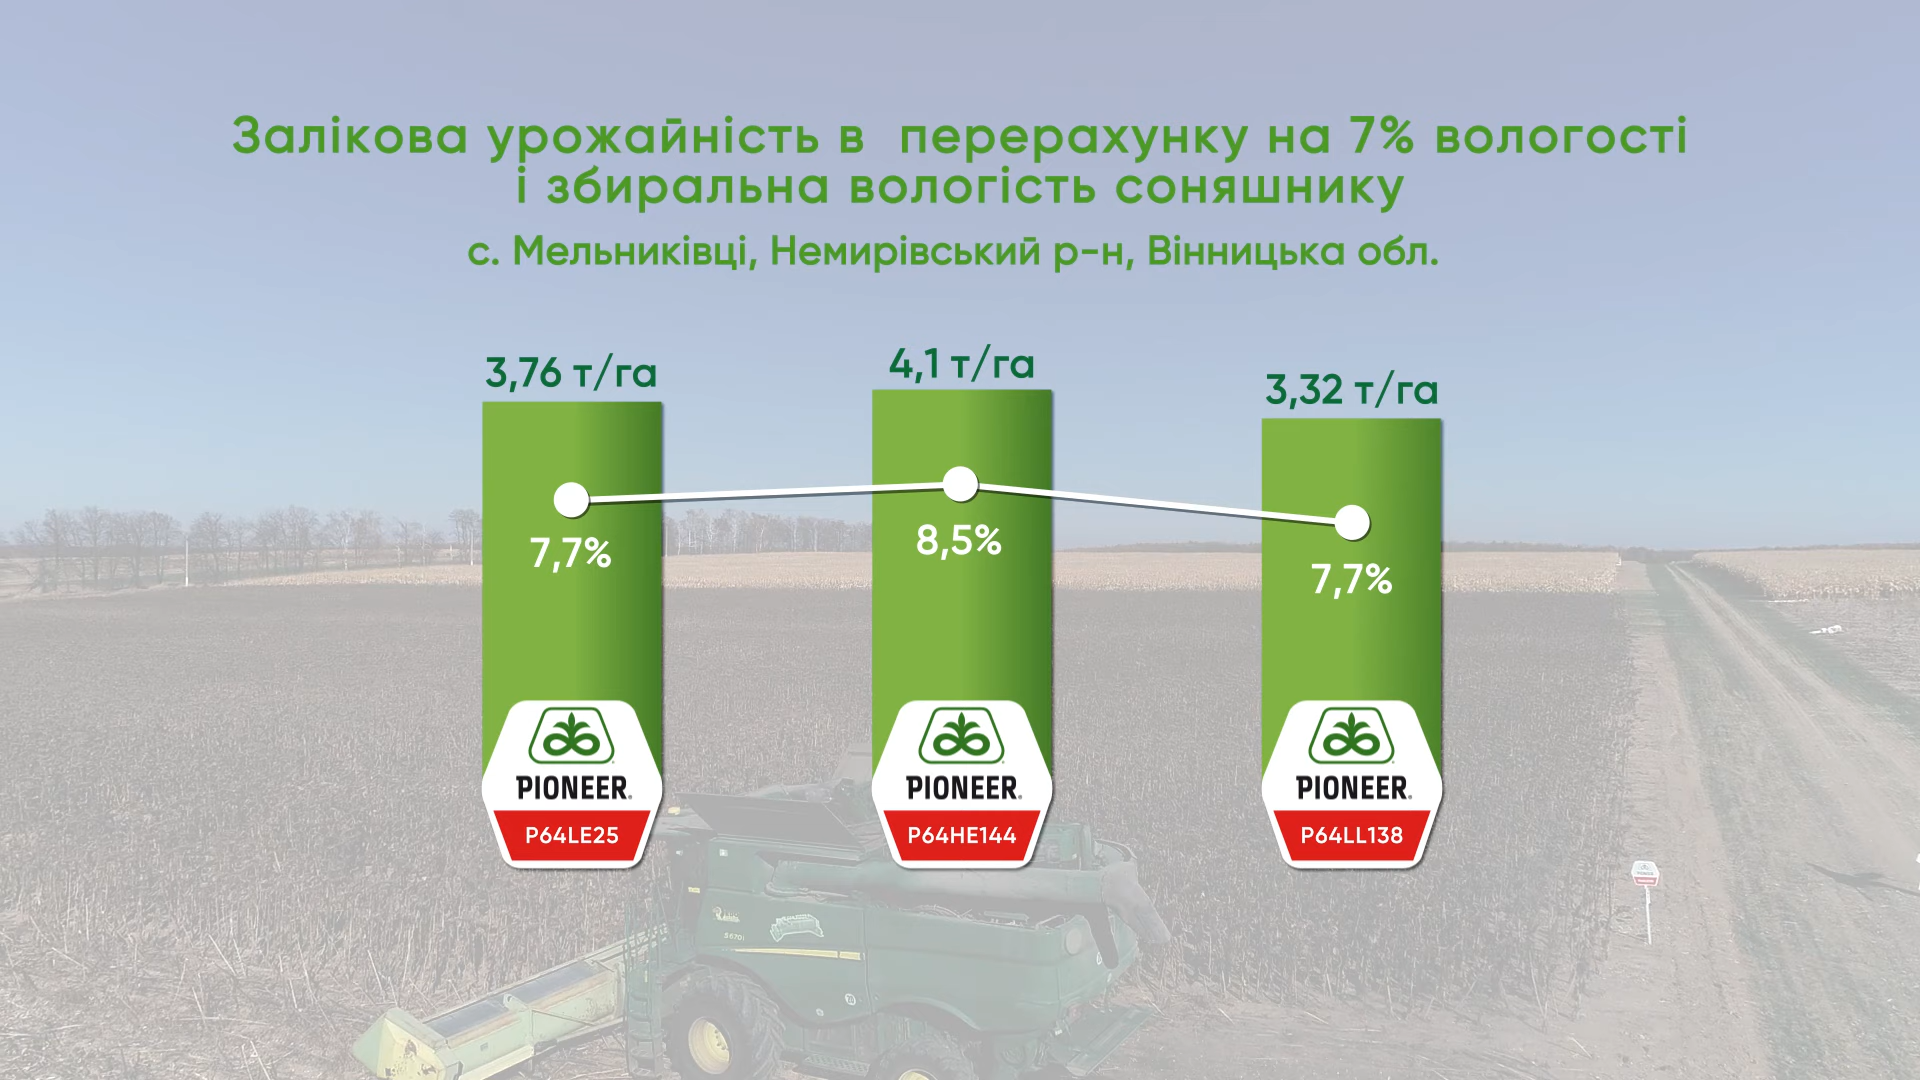 Залікова урожайність в перерахунку на 7% вологості
і збиральна вологість соняшнику
с. Мельниківці, Немирівський р-н, Вінницька обл.
3,76 т/га
4,1 т/га
3,32 т/га
7,7%
8,5%
7,7%
PIONEER.
PIONEER.
PIONEER.
P64LE25
P64HE144
P64LL138
S670i